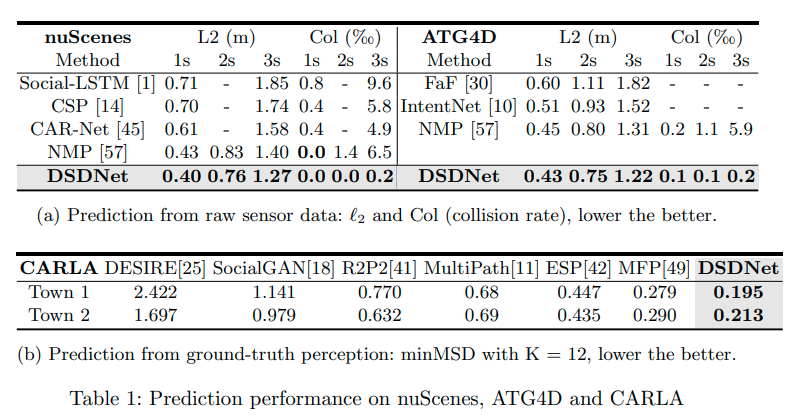 nuScenes L2 (m) Col (‰) ATG4D L2 (m) Col (‰)
Method 1s 2s 3s 1s 2s 3s Method 1s 2s 3s 1s 2s 3s
Social-LSTM [1] 0.71 - 1.85 0.8 - 9.6 FaF [30] 0.60 1.11 1.82 - - -
CSP [14] 0.70 - 1.74 0.4 - 5.8 IntentNet [10] 0.51 0.93 1.52 - - -
CAR-Net [45] 0.61 - 1.58 0.4 - 4.9 NMP [57] 0.45 0.80 1.31 0.2 1.1 5.9
NMP [57] 0.43 0.83 1.40 0.0 1.4 6.5
DSDNet 0.40 0.76 1.27 0.0 0.0 0.2 DSDNet 0.43 0.75 1.22 0.1 0.1 0.2
(a) Prediction from raw sensor data: ℓ2 and Col (collision rate), lower the better.
CARLA DESIRE[25] SocialGAN[18] R2P2[41] MultiPath[11] ESP[42] MFP[49] DSDNet
Town 1 2.422 1.141 0.770 0.68 0.447 0.279 0.195
Town 2 1.697 0.979 0.632 0.69 0.435 0.290 0.213
(b) Prediction from ground-truth perception: minMSD with K = 12, lower the better.
Table 1: Prediction performance on nuScenes, ATG4D and CARLA